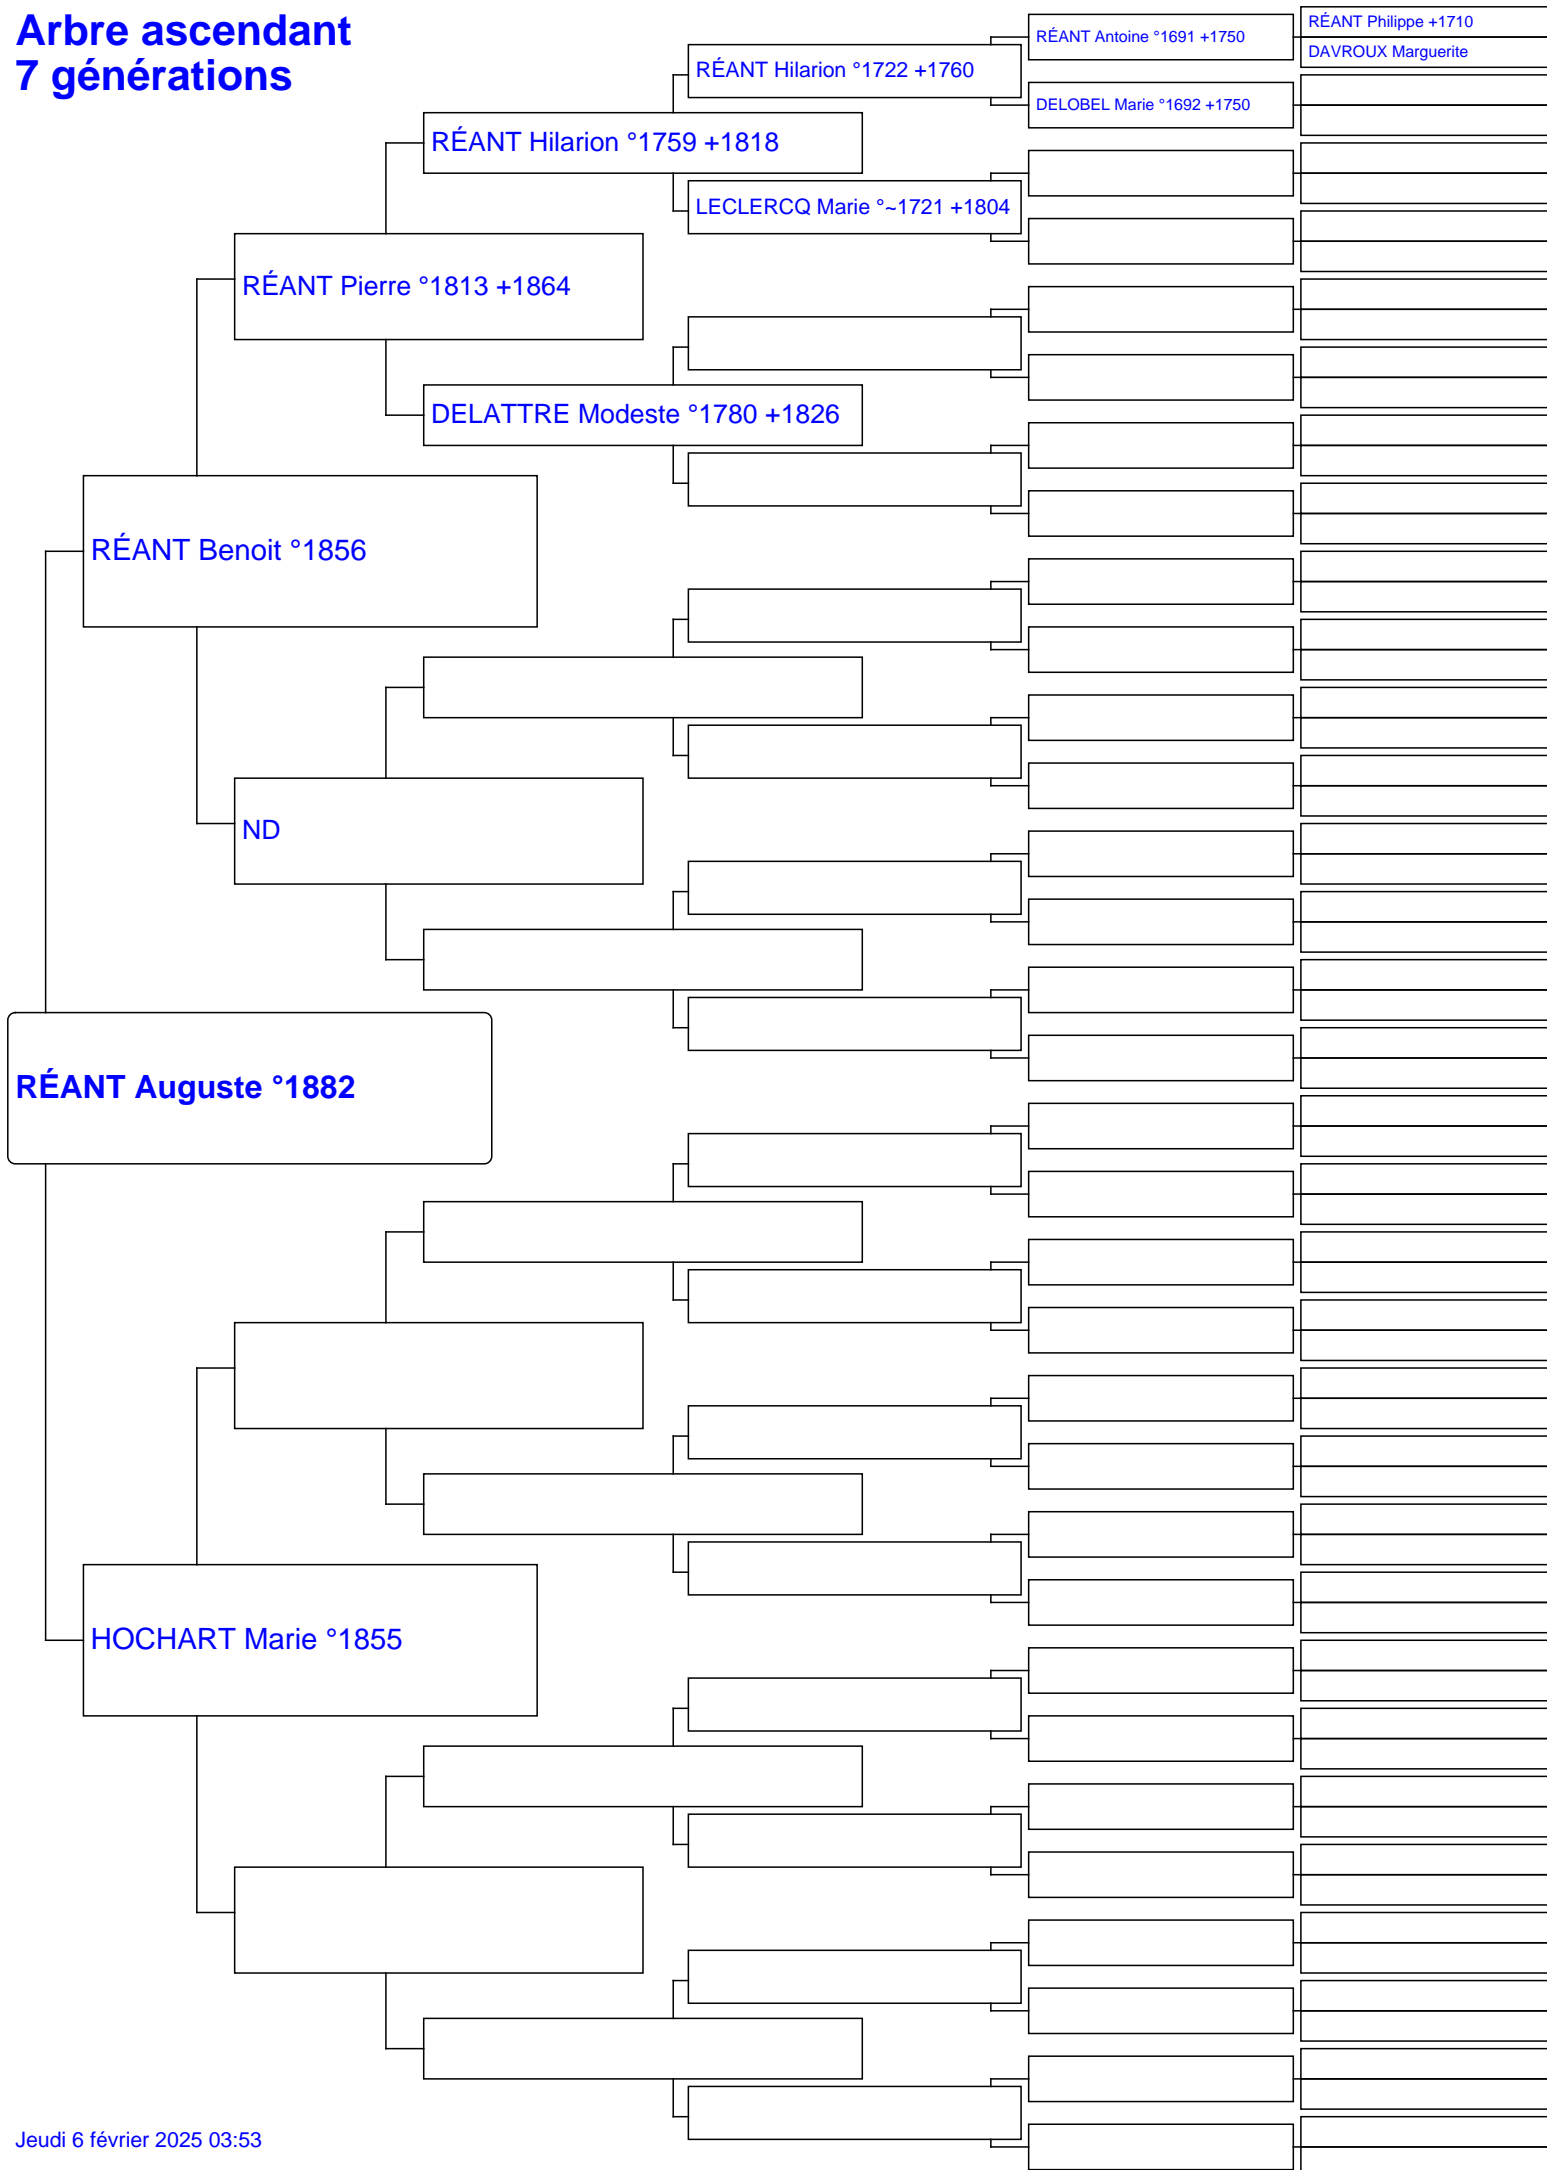 Arbre ascendant
7 générations
RÉANT Philippe +1710
RÉANT Antoine °1691 +1750
DAVROUX Marguerite
RÉANT Hilarion °1722 +1760
DELOBEL Marie °1692 +1750
RÉANT Hilarion °1759 +1818
LECLERCQ Marie °~1721 +1804
RÉANT Pierre °1813 +1864
DELATTRE Modeste °1780 +1826
RÉANT Benoit °1856
ND
RÉANT Auguste °1882
HOCHART Marie °1855
Jeudi 6 février 2025 03:53